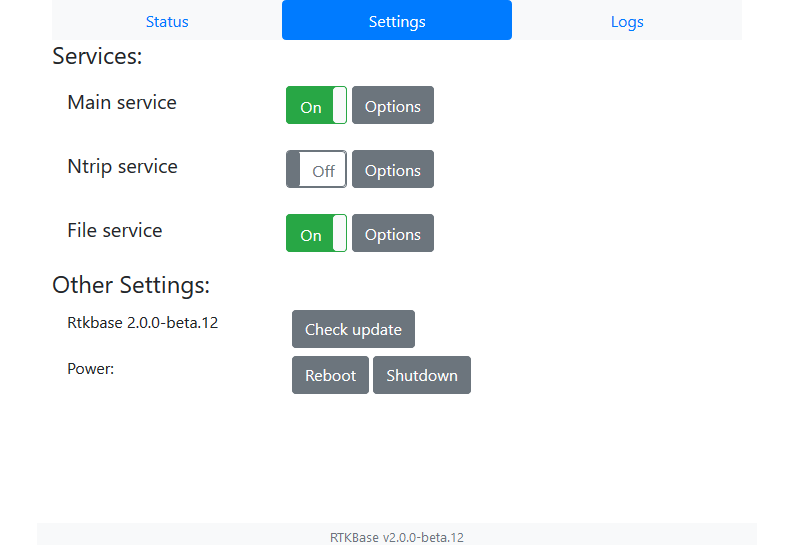 Status Settings Logs
Services:
Main service On Options
Ntrip service Off Options
File service On Options
Other Settings:
Rtkbase 2.0.0-beta.12 Check update
Power: Reboot Shutdown
RTKBase v2.0.0-beta.12